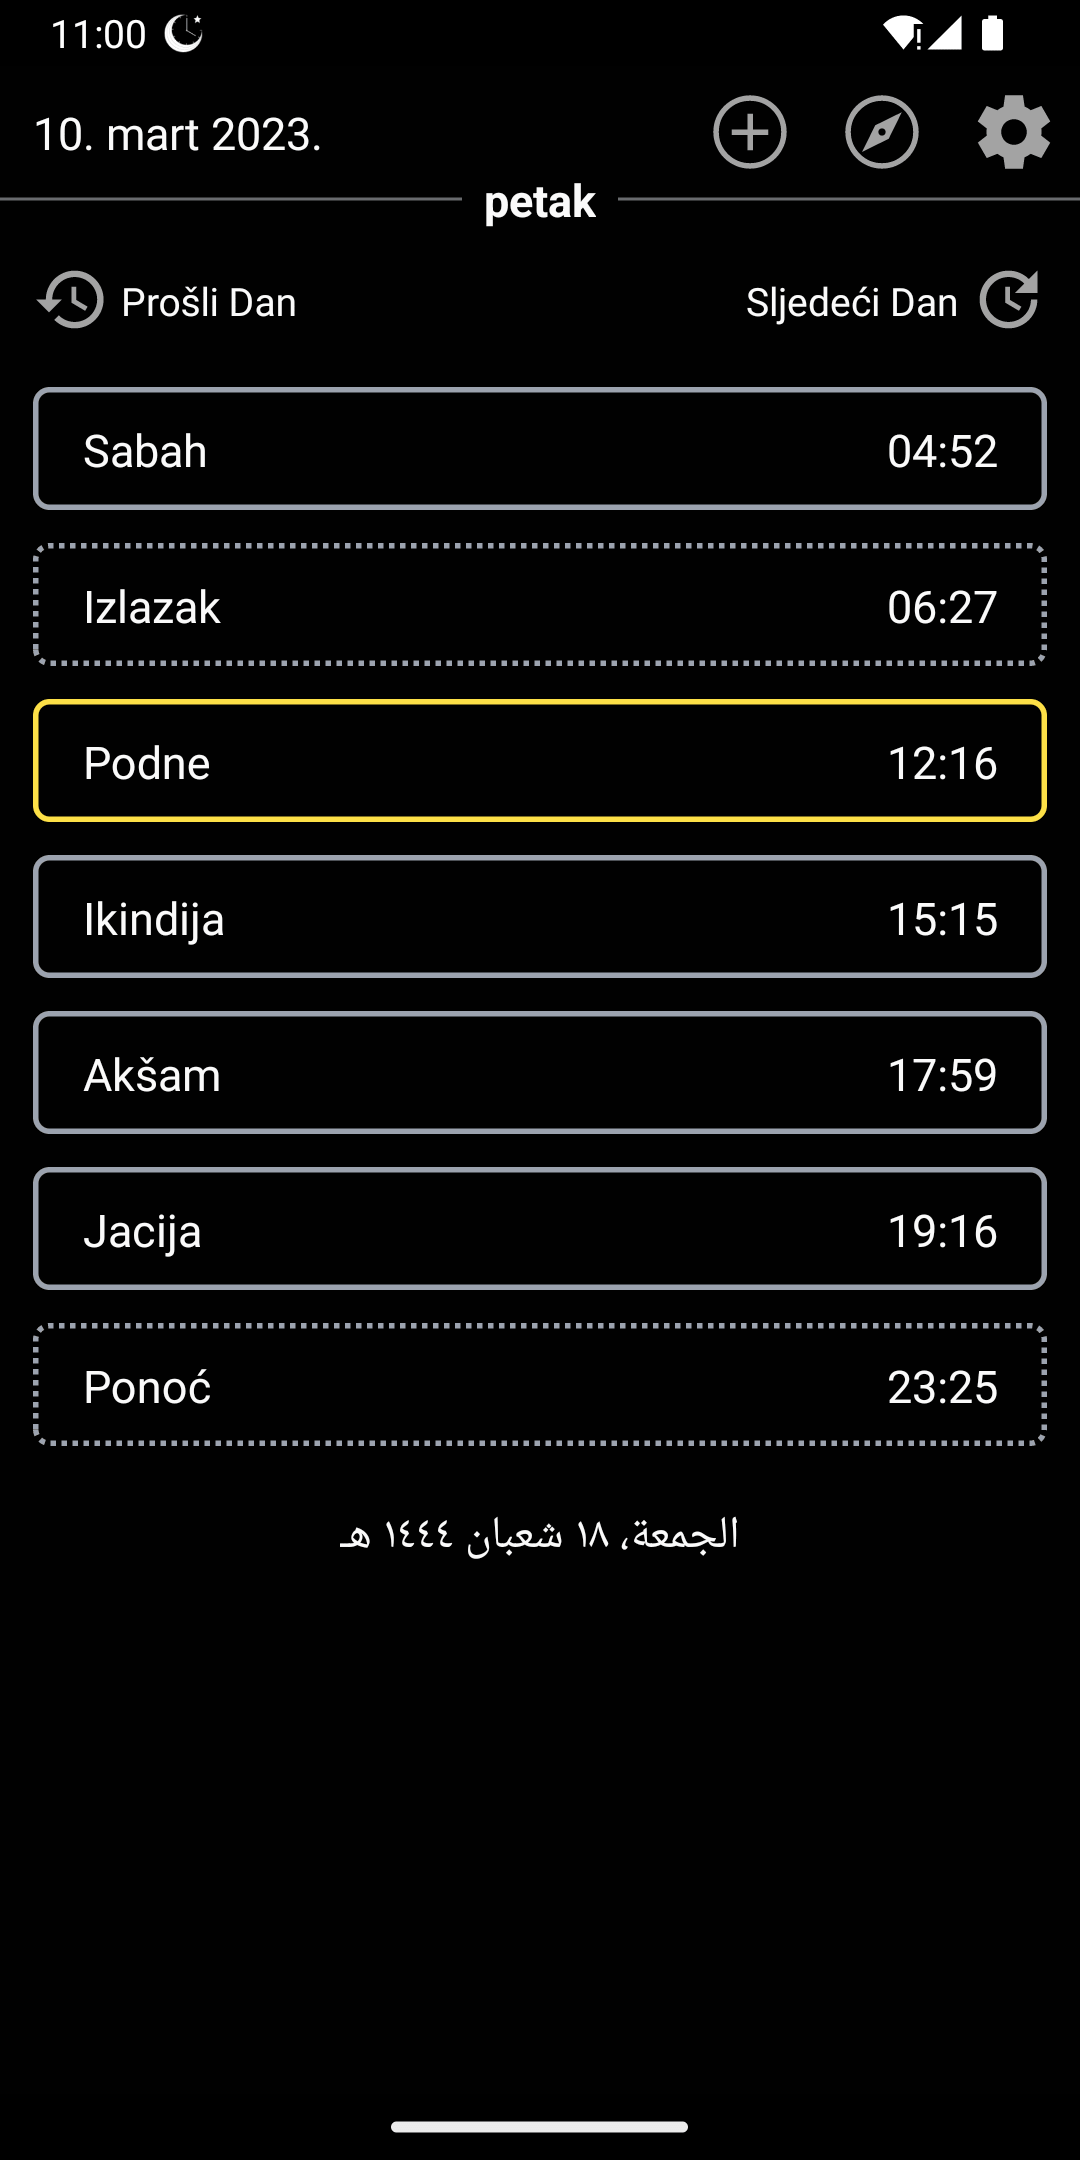 11:00
10. mart 2023.
petak
Prošli Dan
Sljedeći Dan
Sabah 04:52
Izlazak 06:27
Podne 12:16
Ikindija 15:15
Akšam 17:59
Jacija 19:16
Ponoć 23:25
الجمعة، ١٨ شعبان ١٤٤٤ هـ